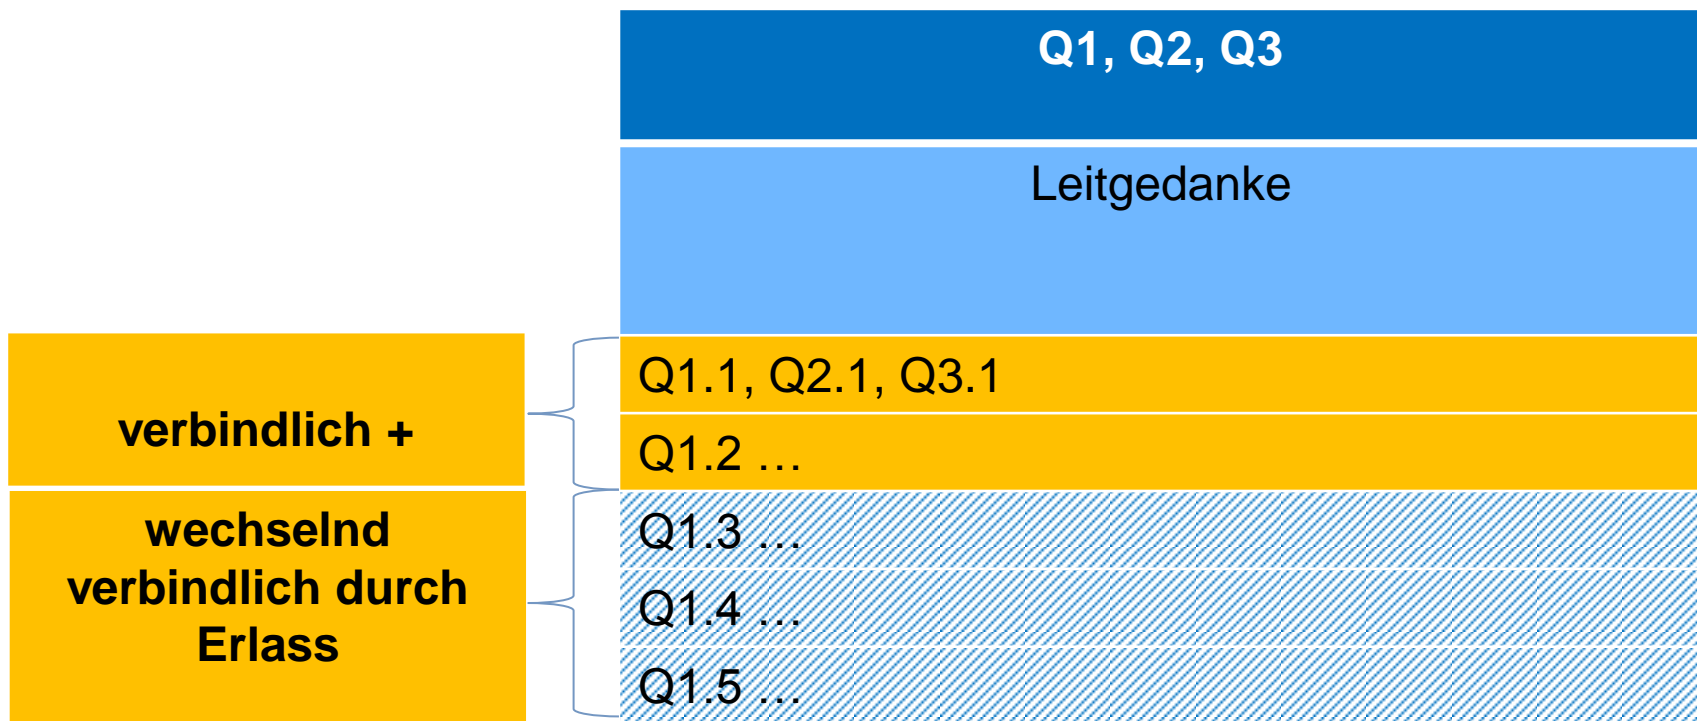 Q1, Q2, Q3
Leitgedanke
verbindlich +
Q1.1, Q2.1, Q3.1
Q1.2 …
wechselnd
verbindlich durch
Erlass
Q1.3 …
Q1.4 …
Q1.5 …